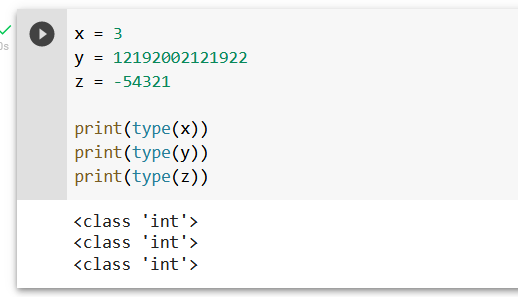 x = 3
y = 12192002121922
z = -54321
print(type(x))
print(type(y))
print(type(z))
<class 'int'>
<class 'int'>
<class 'int'>